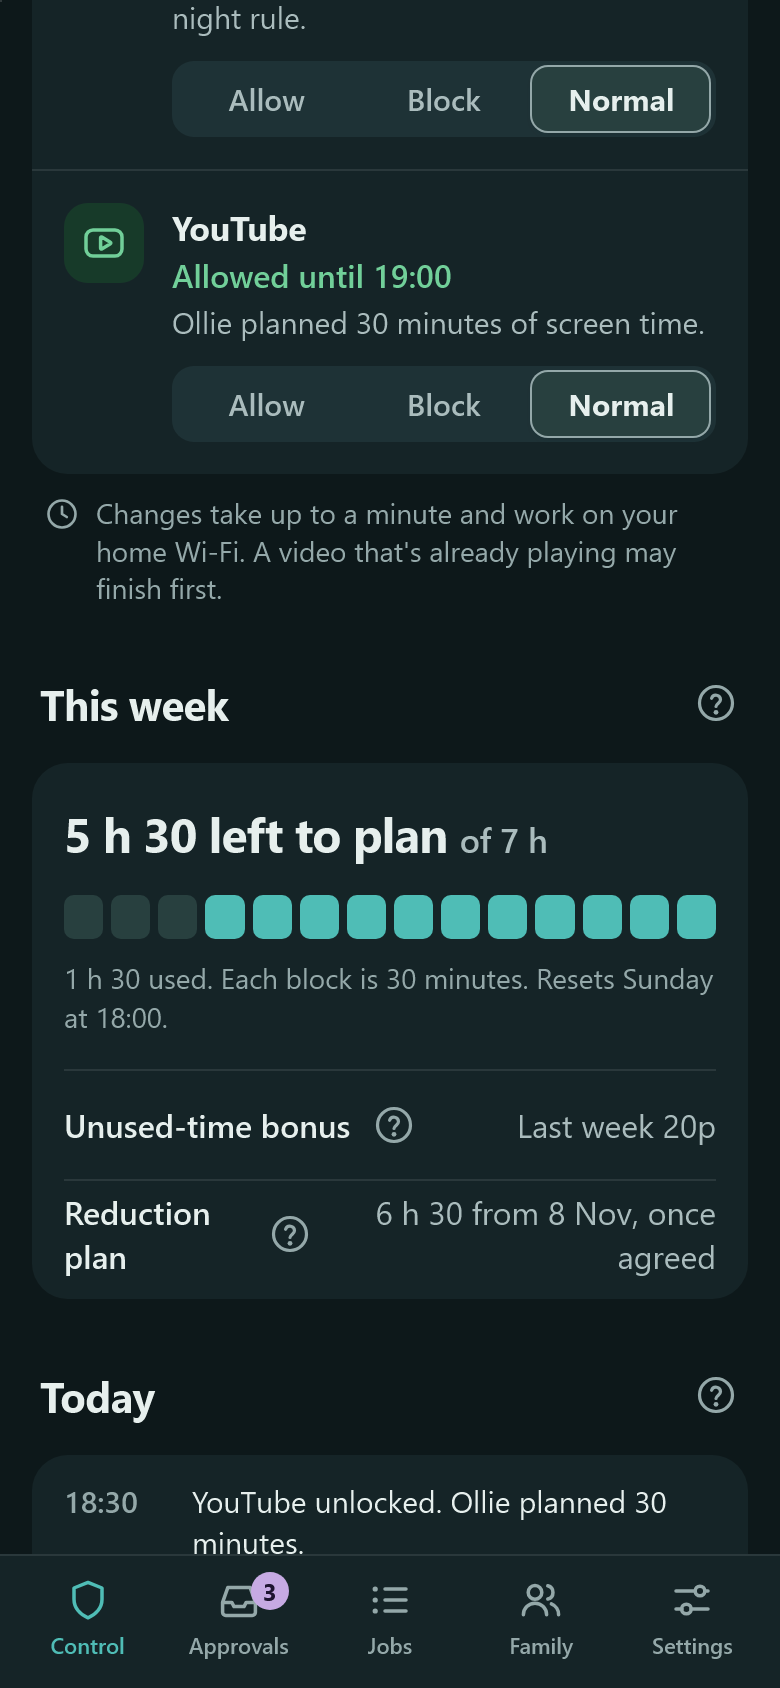 night rule.
Allow Block Normal
YouTube
Allowed until 19:00
Ollie planned 30 minutes of screen time.
Allow Block Normal
Changes take up to a minute and work on your
home Wi-Fi. A video that's already playing may
finish first.
This week
5 h 30 left to plan of 7 h
1 h 30 used. Each block is 30 minutes. Resets Sunday
at 18:00.
Unused-time bonus Last week 20p
Reduction plan
6 h 30 from 8 Nov, once agreed
Today
18:30 YouTube unlocked. Ollie planned 30
minutes.
3
Control Approvals Jobs Family Settings